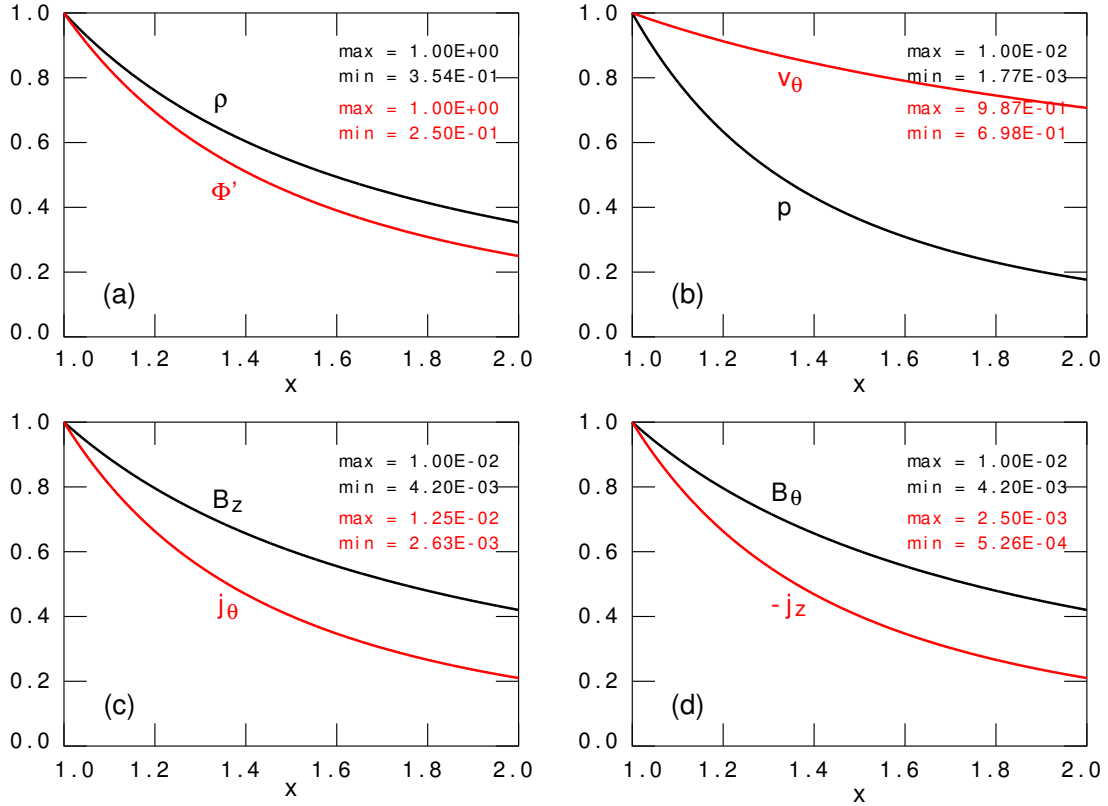 1.0
0.8
0.6
0.4
0.2
0.0
max = 1.00E+00
min = 3.54E-01
max = 1.00E+00
min = 2.50E-01
ρ
Φ'
(a)
1.0 1.2 1.4 1.6 1.8 2.0
x
1.0
0.8
0.6
0.4
0.2
0.0
max = 1.00E-02
min = 1.77E-03
max = 9.87E-01
min = 6.98E-01
vθ
p
(b)
1.0 1.2 1.4 1.6 1.8 2.0
x
1.0
0.8
0.6
0.4
0.2
0.0
max = 1.00E-02
min = 4.20E-03
max = 1.25E-02
min = 2.63E-03
Bz
jθ
(c)
1.0 1.2 1.4 1.6 1.8 2.0
x
1.0
0.8
0.6
0.4
0.2
0.0
max = 1.00E-02
min = 4.20E-03
max = 2.50E-03
min = 5.26E-04
Bθ
-jz
(d)
1.0 1.2 1.4 1.6 1.8 2.0
x